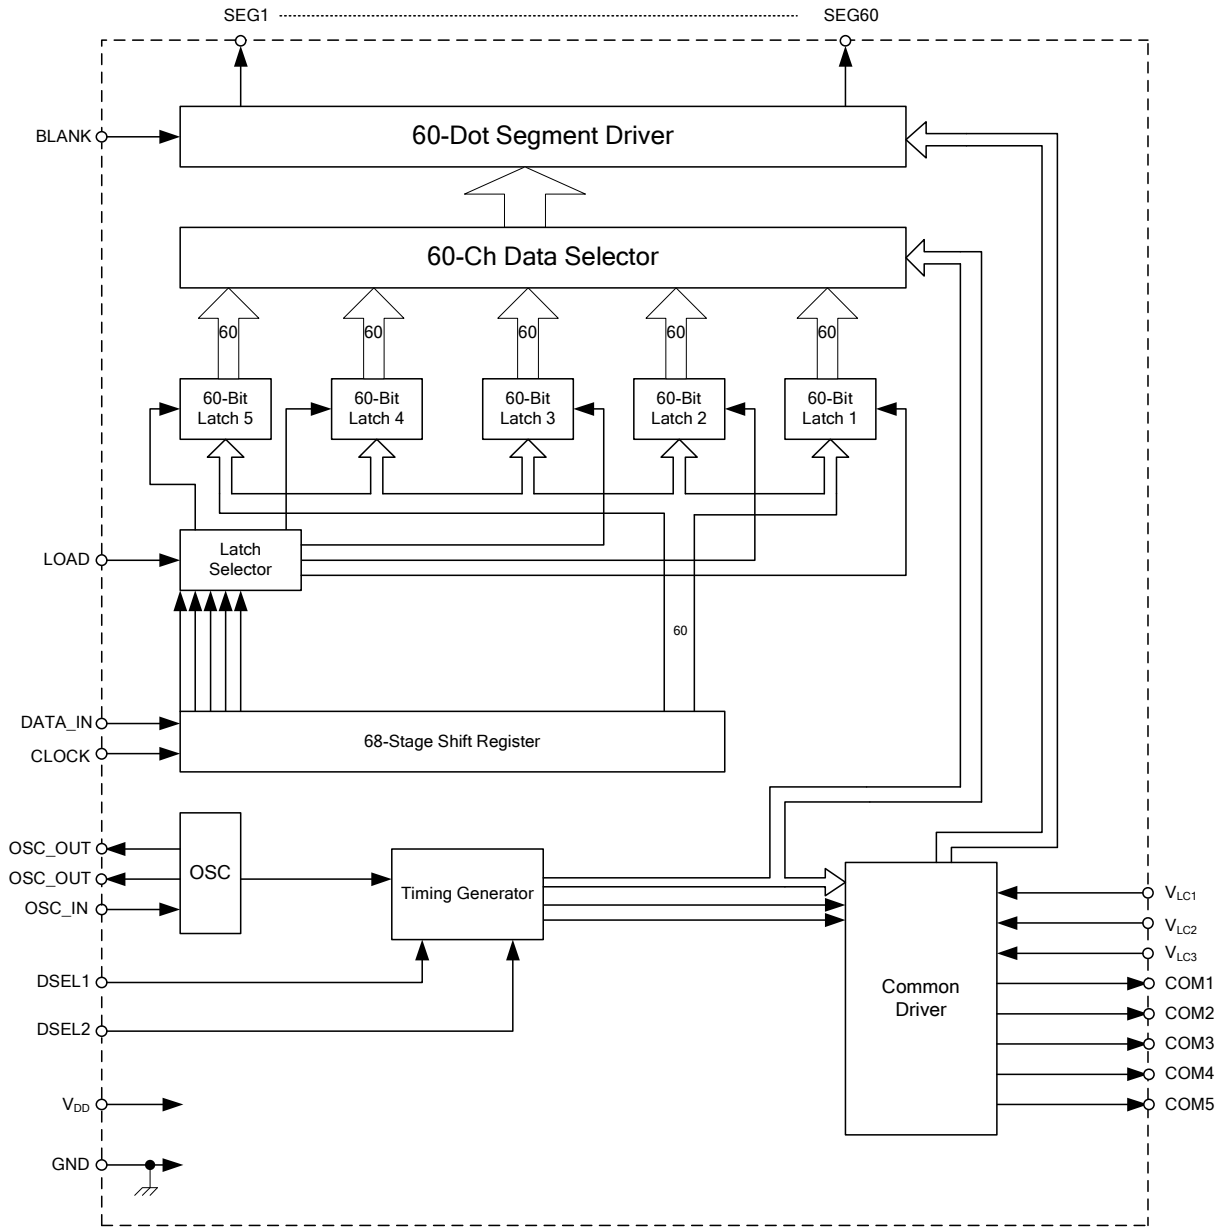 SEG1
SEG60
BLANK
60-Dot Segment Driver
60-Ch Data Selector
60
60
60
60
60
60-Bit
Latch 5
60-Bit
Latch 4
60-Bit
Latch 3
60-Bit
Latch 2
60-Bit
Latch 1
LOAD
Latch
Selector
60
DATA_IN
CLOCK
68-Stage Shift Register
OSC_OUT
OSC_OUT
OSC_IN
OSC
Timing Generator
DSEL1
DSEL2
VDD
GND
Common
Driver
VLC1
VLC2
VLC3
COM1
COM2
COM3
COM4
COM5